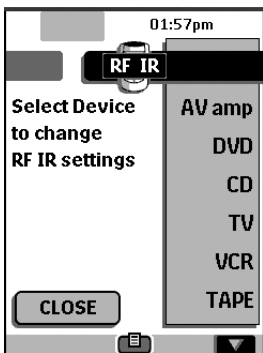 01:57pm
RF IR
Select Device
to change
RF IR settings
AV amp
DVD
CD
TV
VCR
TAPE
CLOSE